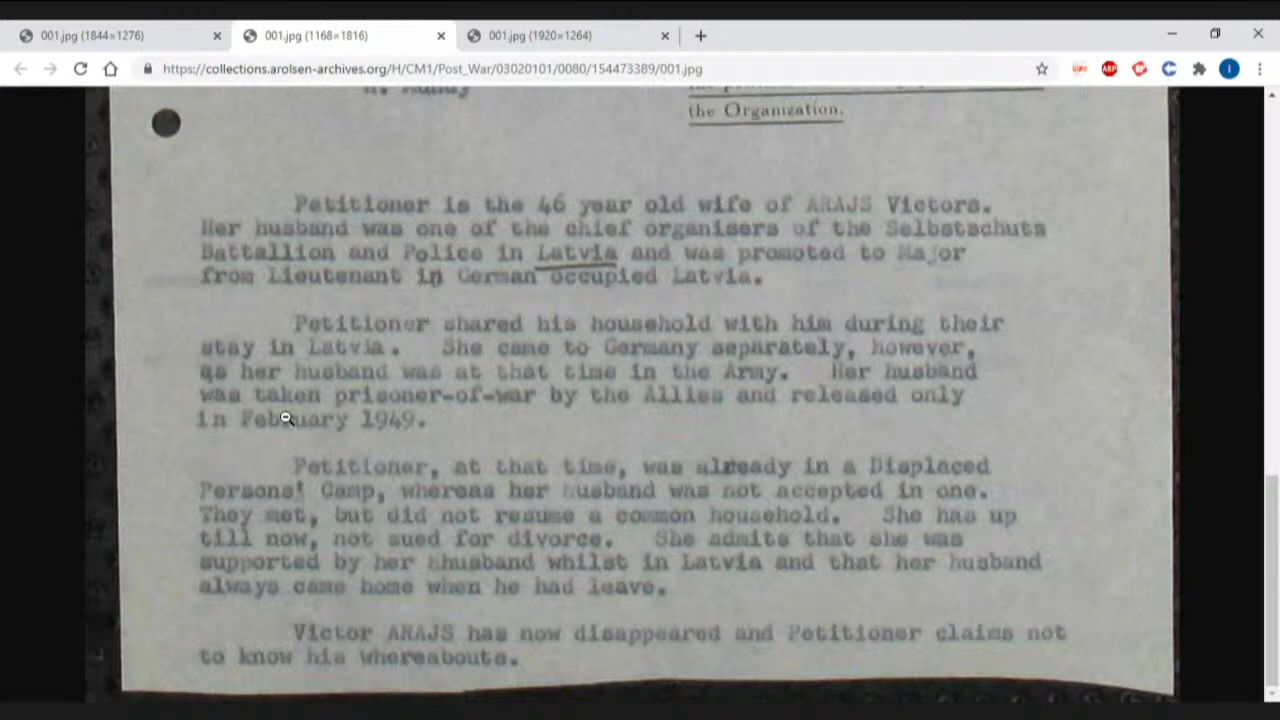 001.jpg (1844×1276)
001.jpg (1168×1816)
001.jpg (1920×1264)
https://collections.arolsen-archives.org/H/CM1/Post_War/03020101/0080/154473389/001.jpg
ABP
the Organization.
Petitioner is the 46 year old wife of ARAJS Victors.
Her husband was one of the chief organisers of the Selbstschuts
Battallion and Police in Latvia and was promoted to Major
from Lieutenant in German occupied Latvia.
Petitioner shared his household with him during their
stay in Latvia. She came to Germany separately, however,
as her husband was at that time in the Army. Her husband
was taken prisoner-of-war by the Allies and released only
in February 1949.
Petitioner, at that time, was already in a Displaced
Persons' Camp, whereas her husband was not accepted in one.
They met, but did not resume a common household. She has up
till now, not sued for divorce. She admits that she was
supported by her hhusband whilst in Latvia and that her husband
always came home when he had leave.
Victor ARAJS has now disappeared and Petitioner claims not
to know his whereabouts.